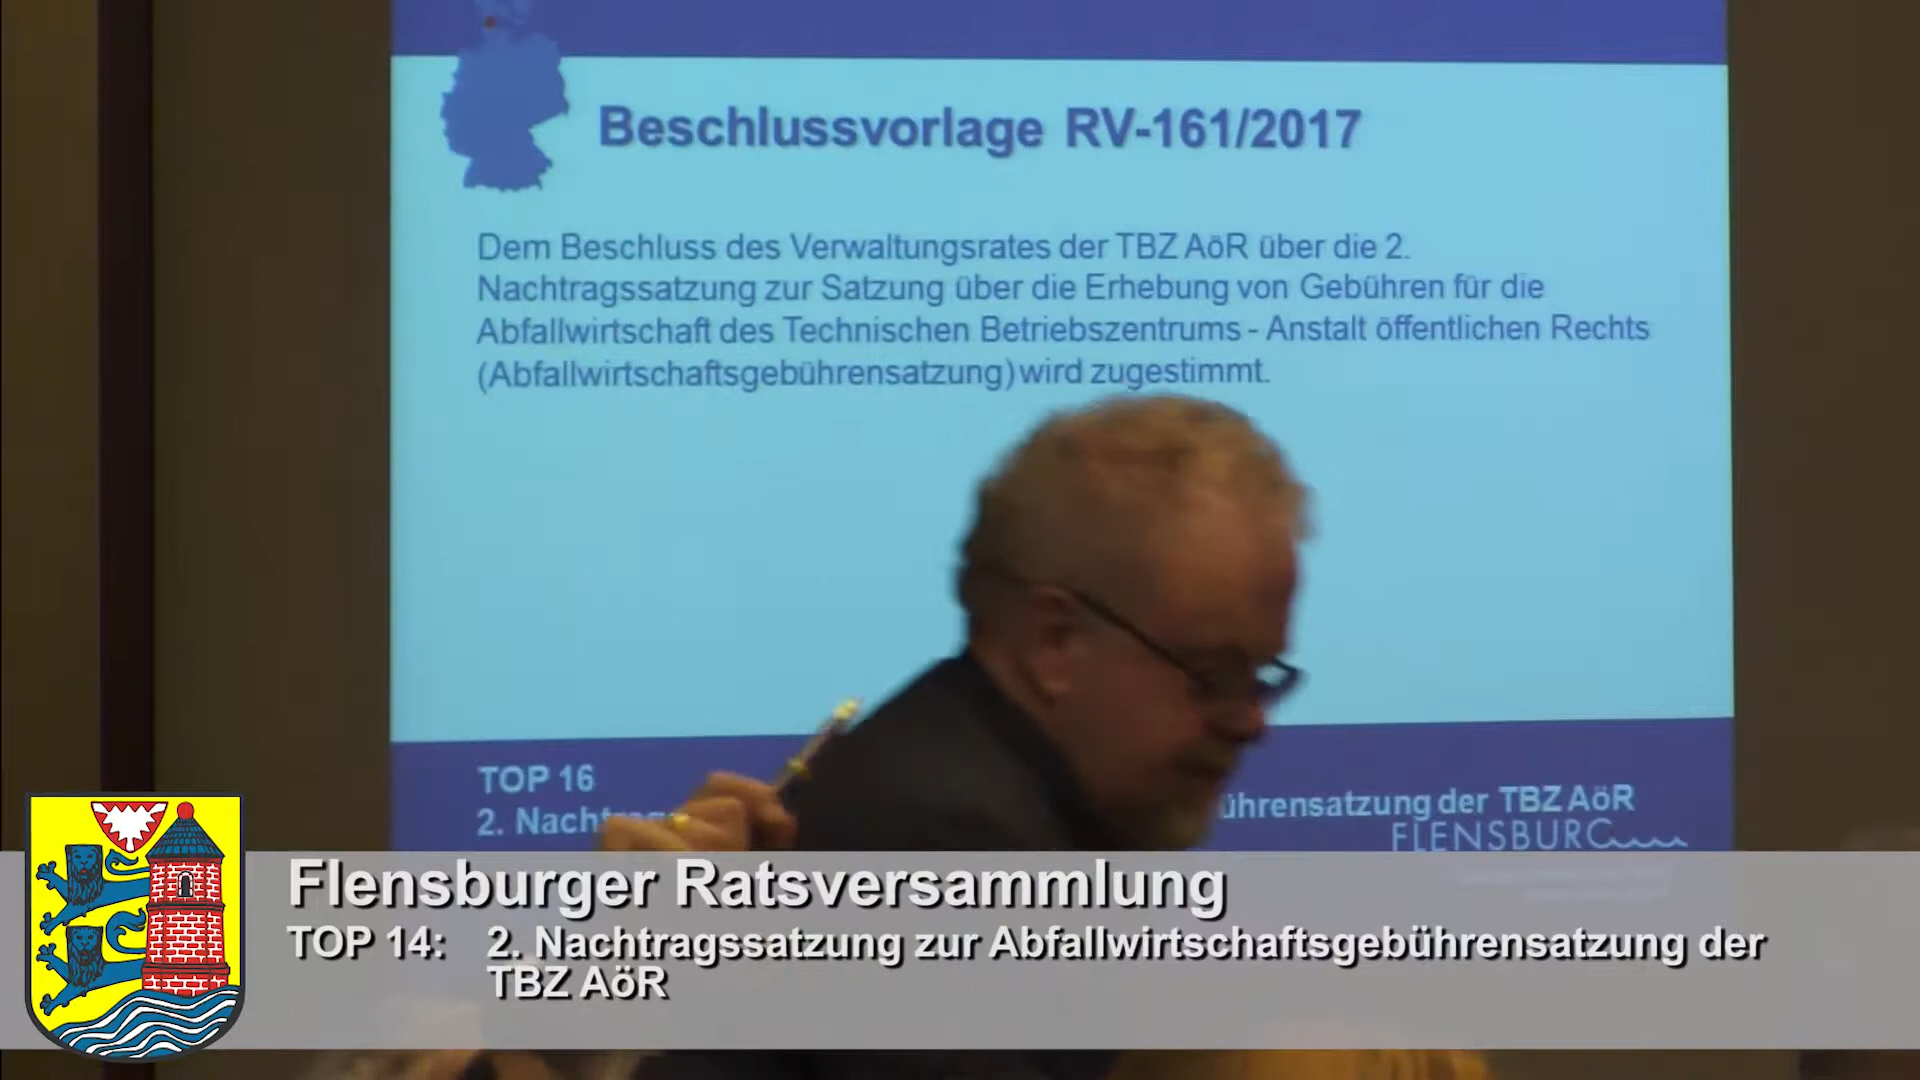 Beschlussvorlage RV-161/2017
Dem Beschluss des Verwaltungsrates der TBZ AöR über die 2.
Nachtragssatzung zur Satzung über die Erhebung von Gebühren für die
Abfallwirtschaft des Technischen Betriebszentrums - Anstalt öffentlichen Rechts
(Abfallwirtschaftsgebührensatzung) wird zugestimmt.
TOP 16
2. der TBZ AöR
FLENSBURG
Flensburger Ratsversammlung
TOP 14: 2. Nachtragssatzung zur Abfallwirtschaftsgebührensatzung der
TBZ AöR